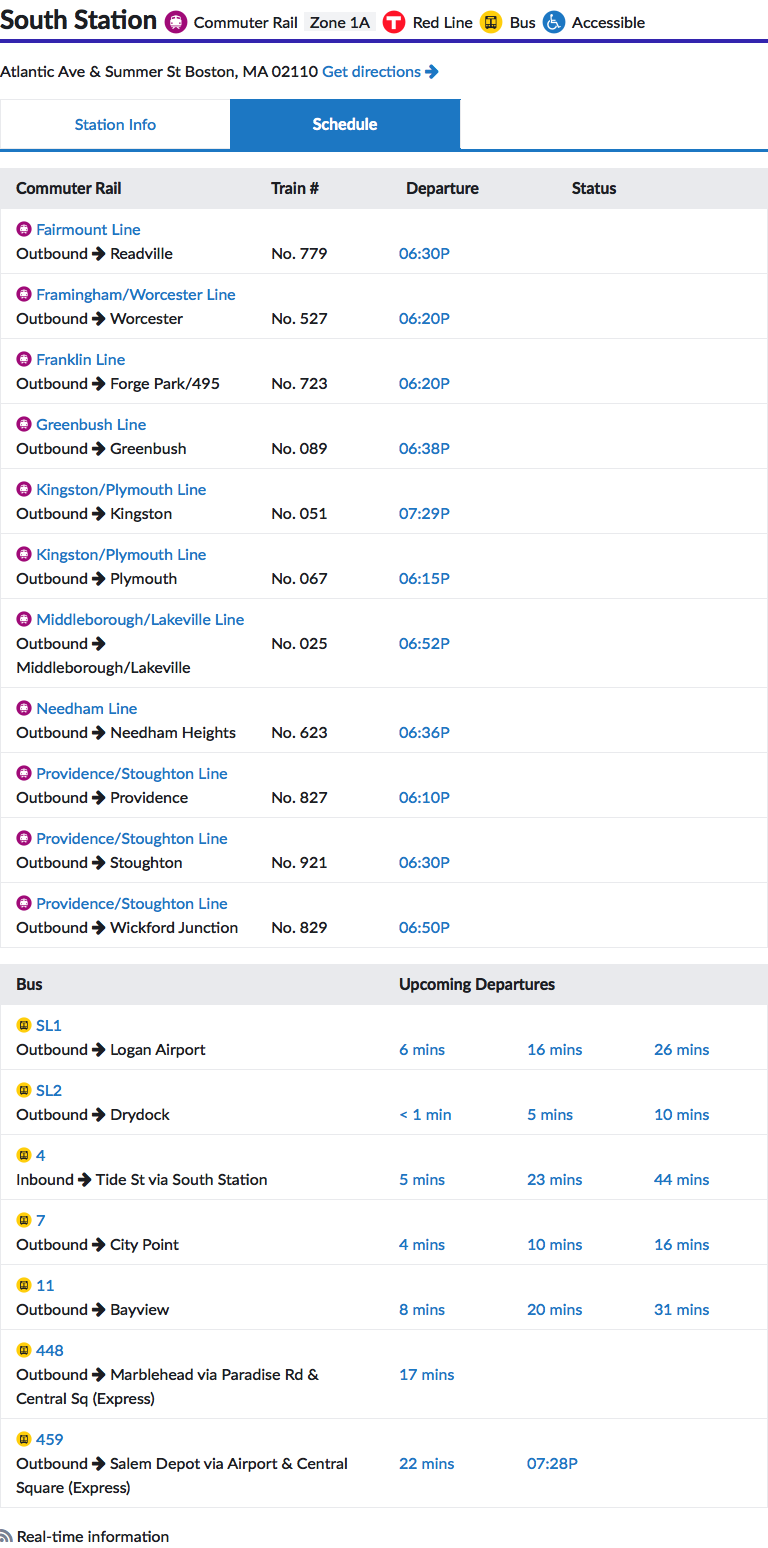 South Station Commuter Rail Zone 1A Red Line Bus Accessible
Atlantic Ave & Summer St Boston, MA 02110 Get directions
Station Info Schedule
Commuter Rail Train # Departure Status
Fairmount Line
Outbound → Readville No. 779 06:30P
Framingham/Worcester Line
Outbound → Worcester No. 527 06:20P
Franklin Line
Outbound → Forge Park/495 No. 723 06:20P
Greenbush Line
Outbound → Greenbush No. 089 06:38P
Kingston/Plymouth Line
Outbound → Kingston No. 051 07:29P
Kingston/Plymouth Line
Outbound → Plymouth No. 067 06:15P
Middleborough/Lakeville Line
Outbound → No. 025 06:52P
Middleborough/Lakeville
Needham Line
Outbound → Needham Heights No. 623 06:36P
Providence/Stoughton Line
Outbound → Providence No. 827 06:10P
Providence/Stoughton Line
Outbound → Stoughton No. 921 06:30P
Providence/Stoughton Line
Outbound → Wickford Junction No. 829 06:50P
Bus Upcoming Departures
SL1
Outbound → Logan Airport 6 mins 16 mins 26 mins
SL2
Outbound → Drydock < 1 min 5 mins 10 mins
4
Inbound → Tide St via South Station 5 mins 23 mins 44 mins
7
Outbound → City Point 4 mins 10 mins 16 mins
11
Outbound → Bayview 8 mins 20 mins 31 mins
448
Outbound → Marblehead via Paradise Rd & 17 mins
Central Sq (Express)
459
Outbound → Salem Depot via Airport & Central 22 mins 07:28P
Square (Express)
Real-time information